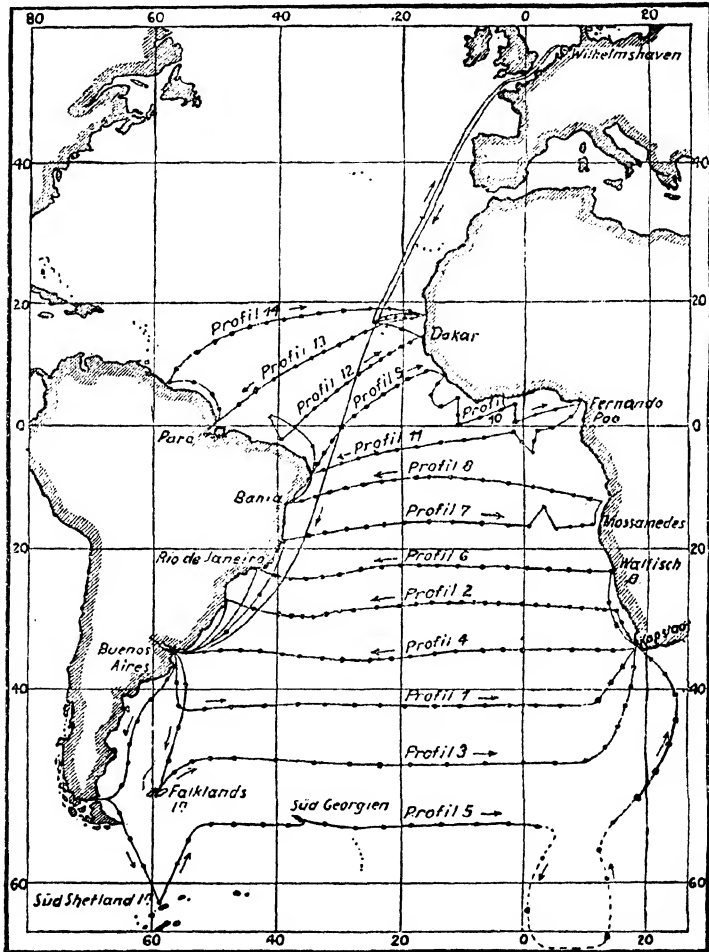 80 60 40 20 0 20
Wilhelmshaven
40 40
20 20
Profil 14
Profil 13
Dakar
Profil 12
Profil 9
Profil 10
Fernando
Poo
0 0
Para
Profil 11
Profil 8
Bahia
Profil 7
Mossamedes
20 20
Rio de Janeiro
Profil 6
Walfisch
B
Profil 2
Kapstadt
Buenos
Aires
Profil 4
40 40
Profil 1
Profil 3
Falklands
In
Süd Georgien
Profil 5
60 60
Süd Shetland In
60 40 20 0 20